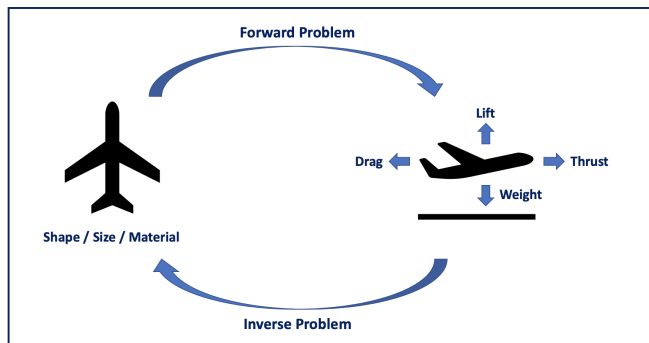 Forward Problem
Lift
Drag
Thrust
Weight
Shape / Size / Material
Inverse Problem